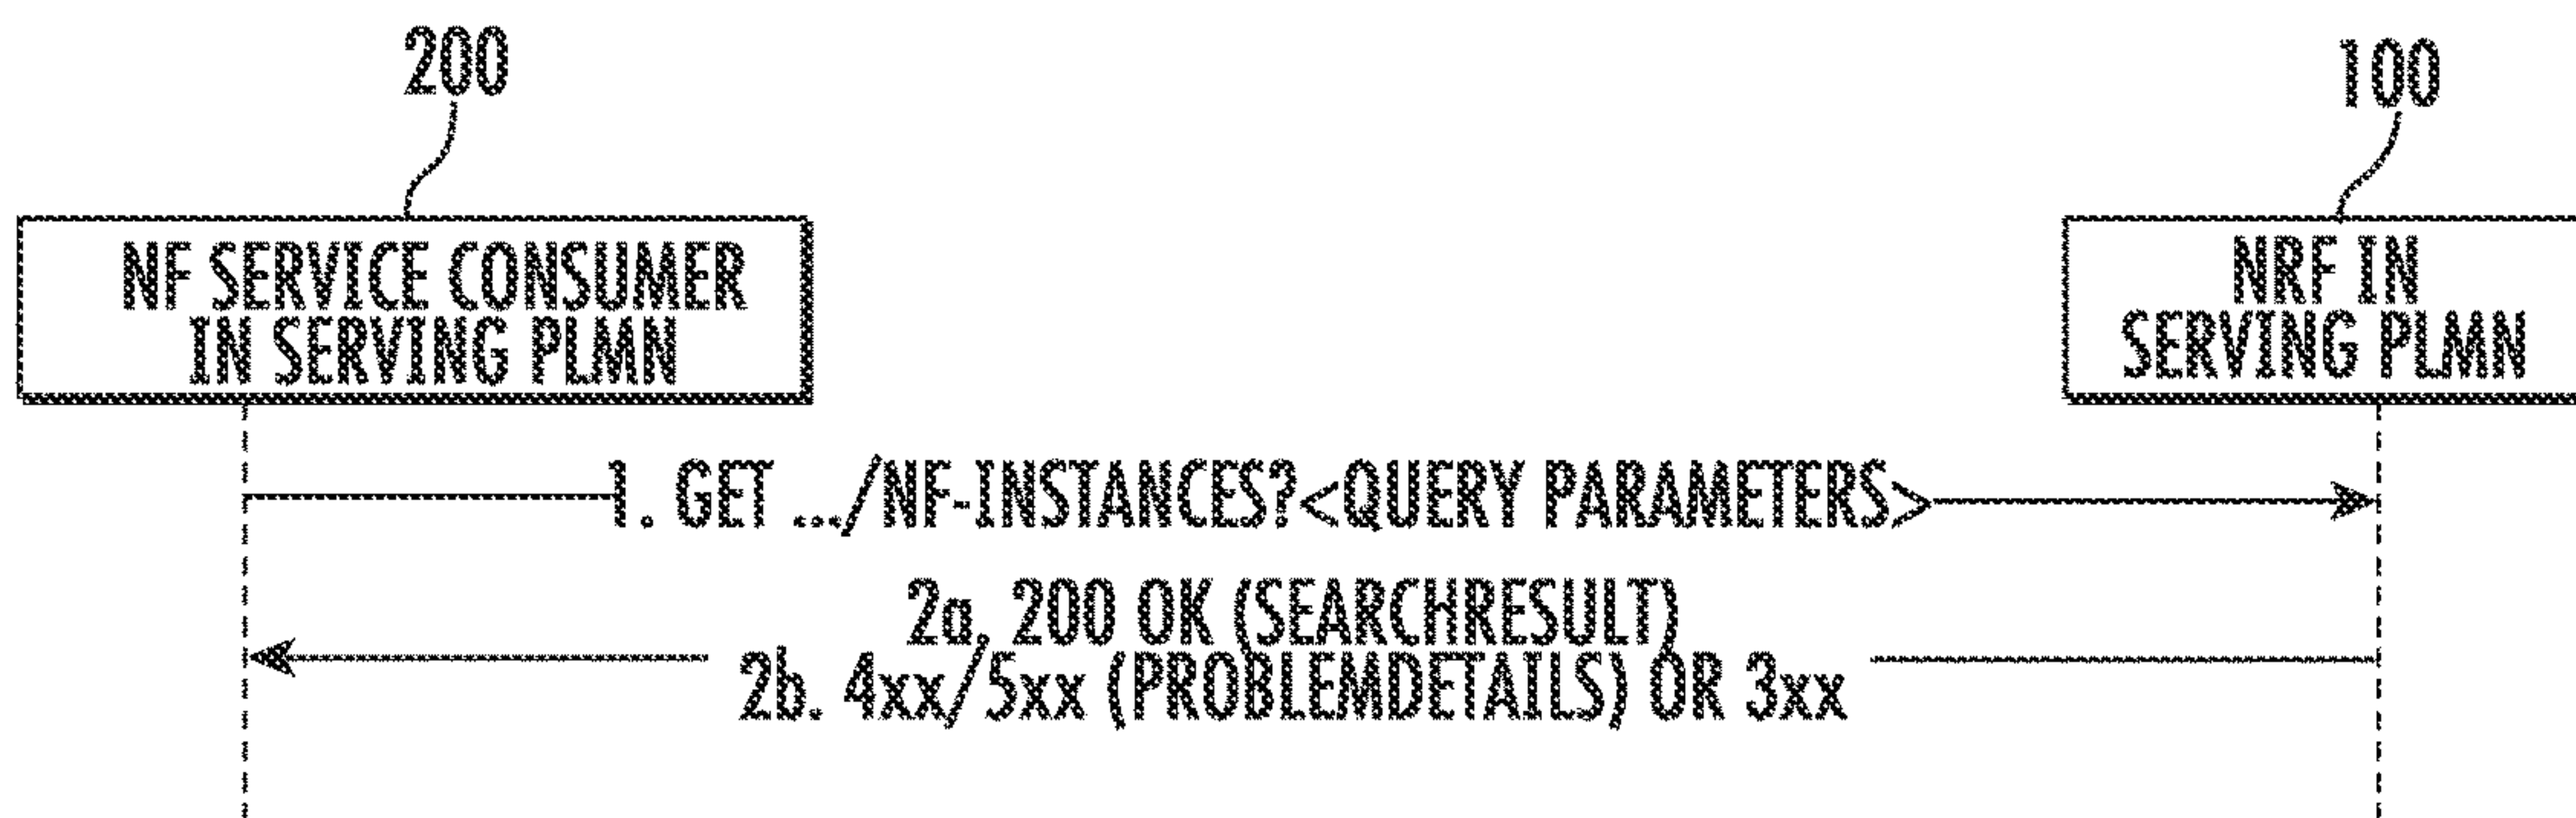 200
100
NF SERVICE CONSUMER
IN SERVING PLMN
NRF IN
SERVING PLMN
1. GET .../NF-INSTANCES?<QUERY PARAMETERS>
2a. 200 OK (SEARCHRESULT)
2b. 4xx/5xx (PROBLEMDETAILS) OR 3xx